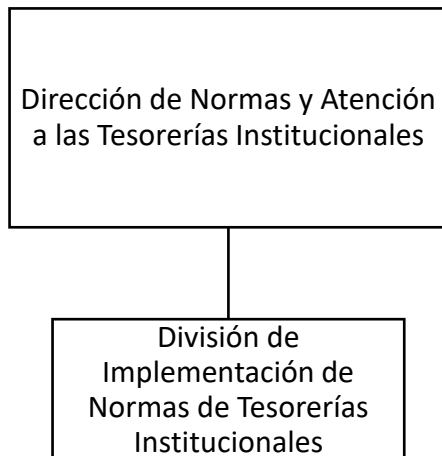 Dirección de Normas y Atención
a las Tesorerías Institucionales
División de
Implementación de
Normas de Tesorerías
Institucionales